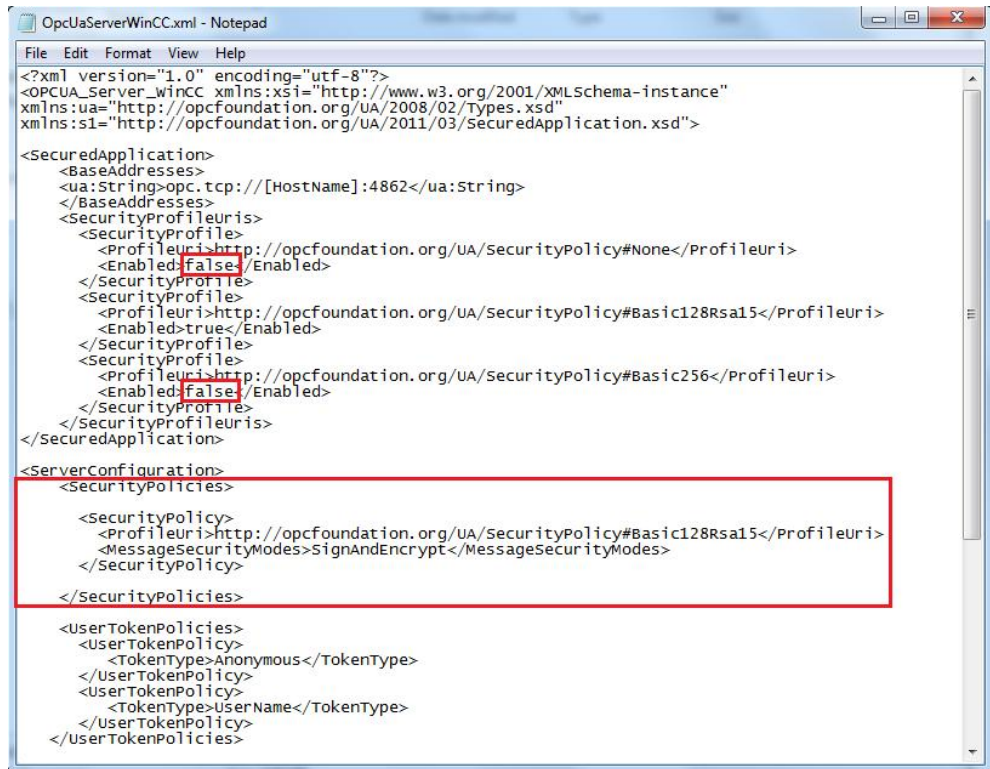 OpcUaServerWinCC.xml - Notepad
File Edit Format View Help
<?xml version="1.0" encoding="utf-8"?>
<OPCUA_Server_WinCC xmlns:xsi="http://www.w3.org/2001/XMLSchema-instance"
xmlns:ua="http://opcfoundation.org/UA/2008/02/Types.xsd"
xmlns:s1="http://opcfoundation.org/UA/2011/03/SecuredApplication.xsd">
<SecuredApplication>
<BaseAddresses>
<ua:String>opc.tcp://[HostName]:4862</ua:String>
</BaseAddresses>
<SecurityProfileUris>
<SecurityProfile>
<ProfileUri>http://opcfoundation.org/UA/SecurityPolicy#None</ProfileUri>
<Enabled>false</Enabled>
</SecurityProfile>
<SecurityProfile>
<ProfileUri>http://opcfoundation.org/UA/SecurityPolicy#Basic128Rsa15</ProfileUri>
<Enabled>true</Enabled>
</SecurityProfile>
<SecurityProfile>
<ProfileUri>http://opcfoundation.org/UA/SecurityPolicy#Basic256</ProfileUri>
<Enabled>false</Enabled>
</SecurityProfile>
</SecurityProfileUris>
</SecuredApplication>
<ServerConfiguration>
<SecurityPolicies>
<SecurityPolicy>
<ProfileUri>http://opcfoundation.org/UA/SecurityPolicy#Basic128Rsa15</ProfileUri>
<MessageSecurityModes>SignAndEncrypt</MessageSecurityModes>
</SecurityPolicy>
</SecurityPolicies>
<UserTokenPolicies>
<UserTokenPolicy>
<TokenType>Anonymous</TokenType>
</UserTokenPolicy>
<UserTokenPolicy>
<TokenType>UserName</TokenType>
</UserTokenPolicy>
</UserTokenPolicies>